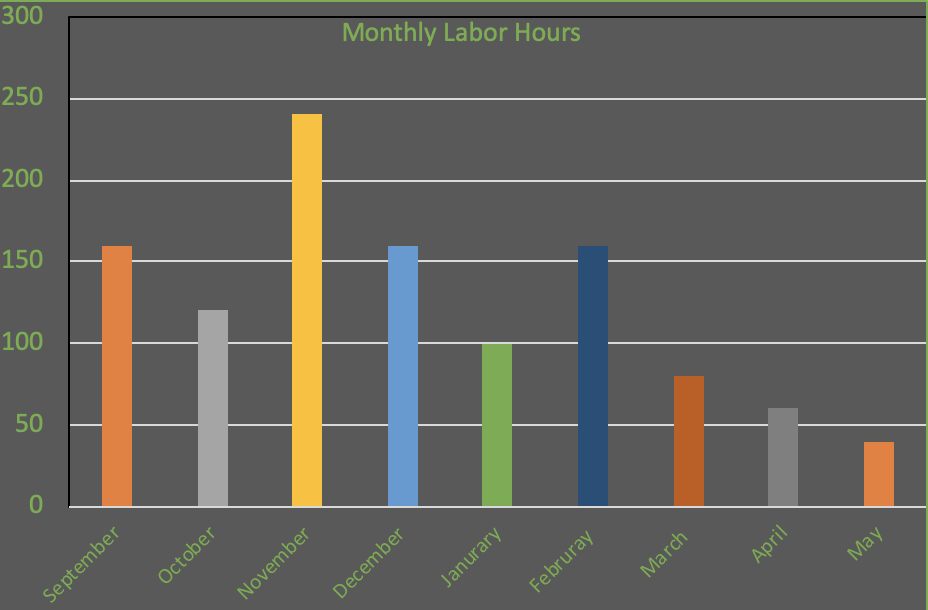 Monthly Labor Hours
300
250
200
150
100
50
0
September
October
November
December
Janurary
Februray
March
April
May